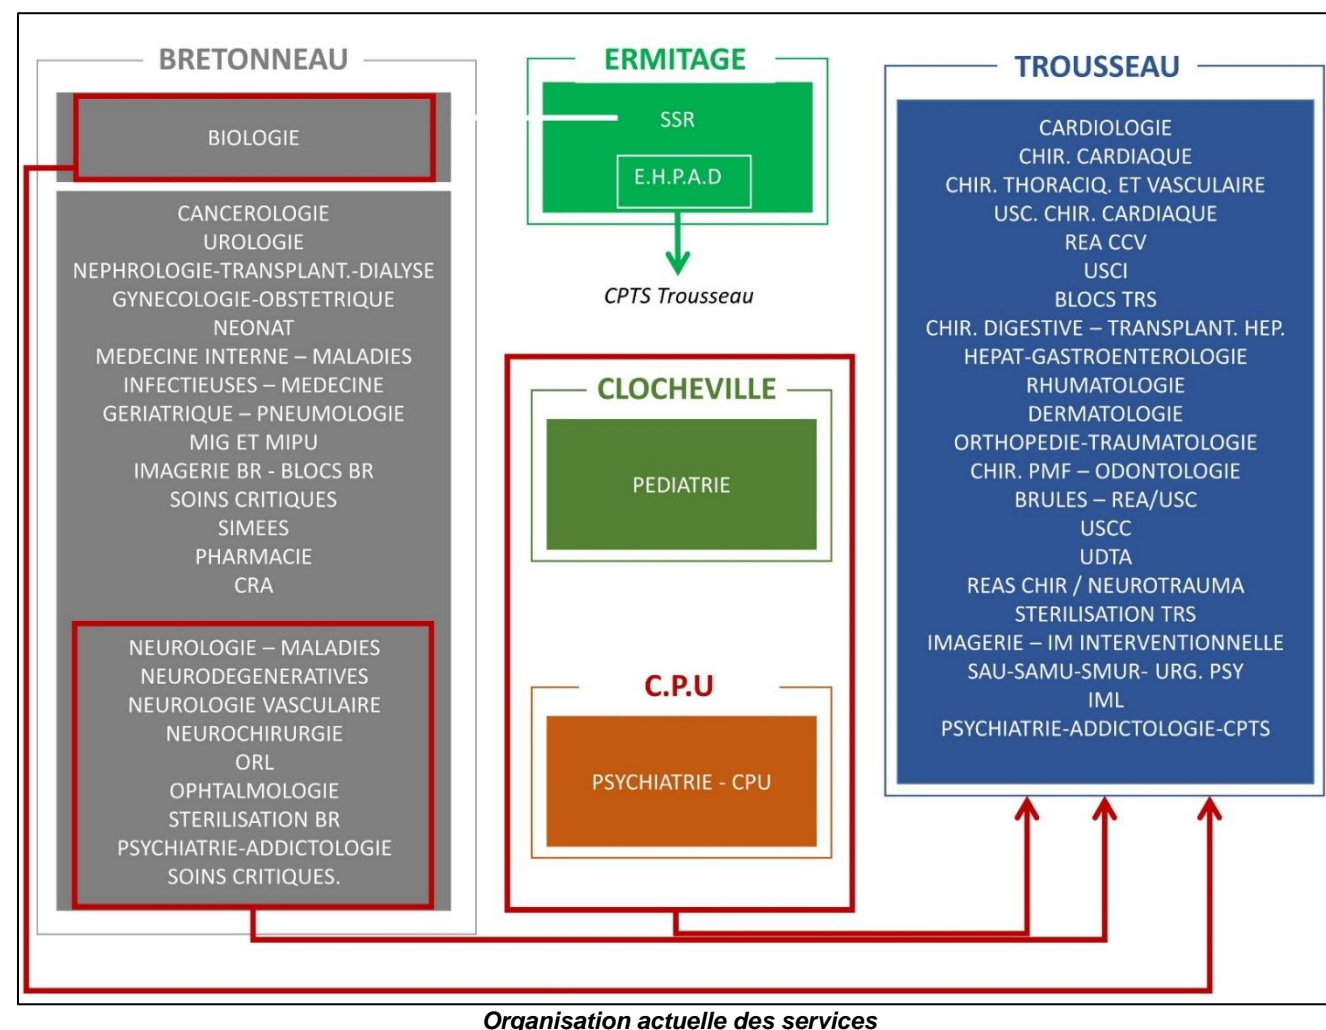 BRETONNEAU
BIOLOGIE
CANCEROLOGIE
UROLOGIE
NEPHROLOGIE-TRANSPLANT.-DIALYSE
GYNECOLOGIE-OBSTETRIQUE
NEONAT
MEDECINE INTERNE – MALADIES
INFECTIEUSES – MEDECINE
GERIATRIQUE – PNEUMOLOGIE
MIG ET MIPU
IMAGERIE BR - BLOCS BR
SOINS CRITIQUES
SIMEES
PHARMACIE
CRA
NEUROLOGIE – MALADIES
NEURODEGENERATIVES
NEUROLOGIE VASCULAIRE
NEUROCHIRURGIE
ORL
OPHTALMOLOGIE
STERILISATION BR
PSYCHIATRIE-ADDICTOLOGIE
SOINS CRITIQUES.
ERMITAGE
SSR
E.H.P.A.D
CPTS Trousseau
CLOCHEVILLE
PEDIATRIE
C.P.U
PSYCHIATRIE - CPU
TROUSSEAU
CARDIOLOGIE
CHIR. CARDIAQUE
CHIR. THORACIQ. ET VASCULAIRE
USC. CHIR. CARDIAQUE
REA CCV
USCI
BLOCS TRS
CHIR. DIGESTIVE – TRANSPLANT. HEP.
HEPAT-GASTROENTEROLOGIE
RHUMATOLOGIE
DERMATOLOGIE
ORTHOPEDIE-TRAUMATOLOGIE
CHIR. PMF – ODONTOLOGIE
BRULES – REA/USC
USCC
UDTA
REAS CHIR / NEUROTRAUMA
STERILISATION TRS
IMAGERIE – IM INTERVENTIONNELLE
SAU-SAMU-SMUR- URG. PSY
IML
PSYCHIATRIE-ADDICTOLOGIE-CPTS
Organisation actuelle des services